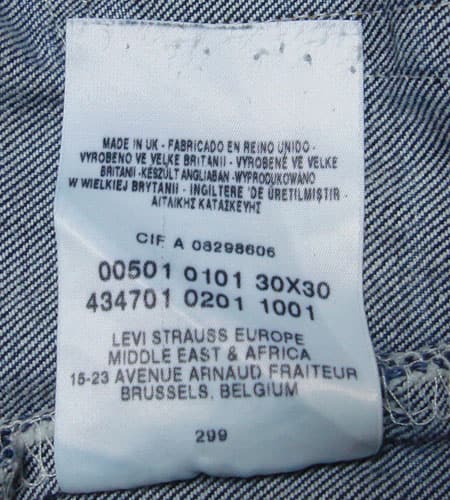 MADE IN UK - FABRICADO EN REINO UNIDO -
VYROBENO VE VELKE BRITANII - VYROBENÉ VE VELKE
BRITANII -KÉSZÜLT ANGLIABAN -WYPRODUKOWANO
W WIELKIEJ BRYTANII - INGILTERE 'DE ÜRETILMIŞTIR -
ΑΓΓΛΙΚΗΣ ΚΑΤΑΣΚΕΥΗΣ
CIF A 08298606
00501 0101 30X30
434701 0201 1001
LEVI STRAUSS EUROPE
MIDDLE EAST & AFRICA
15-23 AVENUE ARNAUD FRAITEUR
BRUSSELS, BELGIUM
299